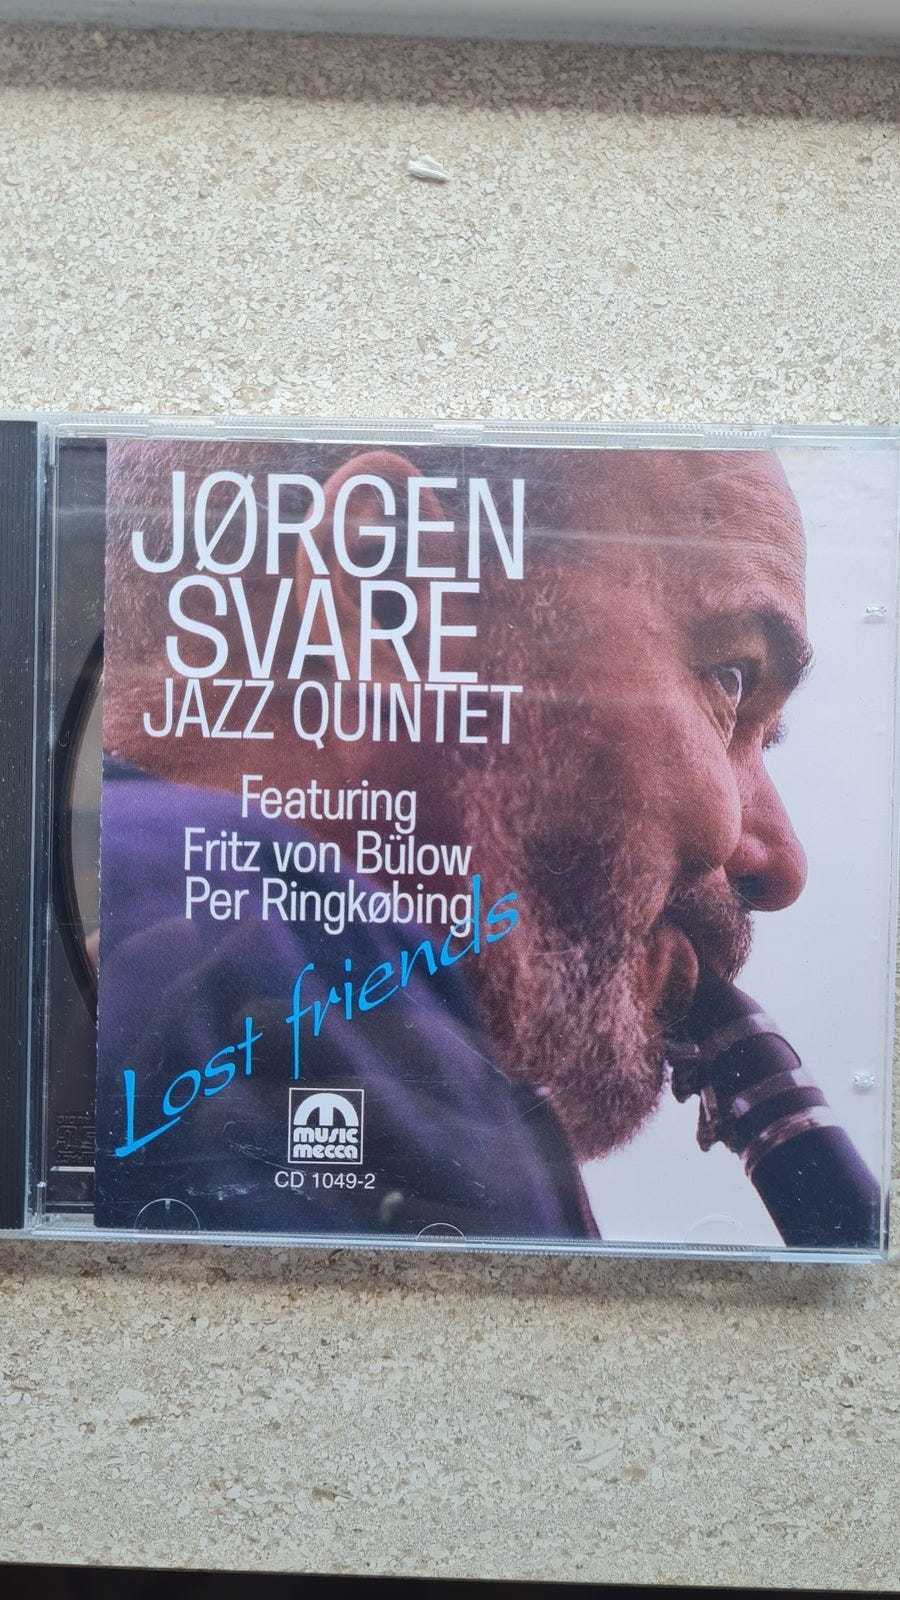 JØRGEN
SVARE
JAZZ QUINTET
Featuring
Fritz von Bülow
Per Ringkøbing
Lost friends
music
mecca
CD 1049-2